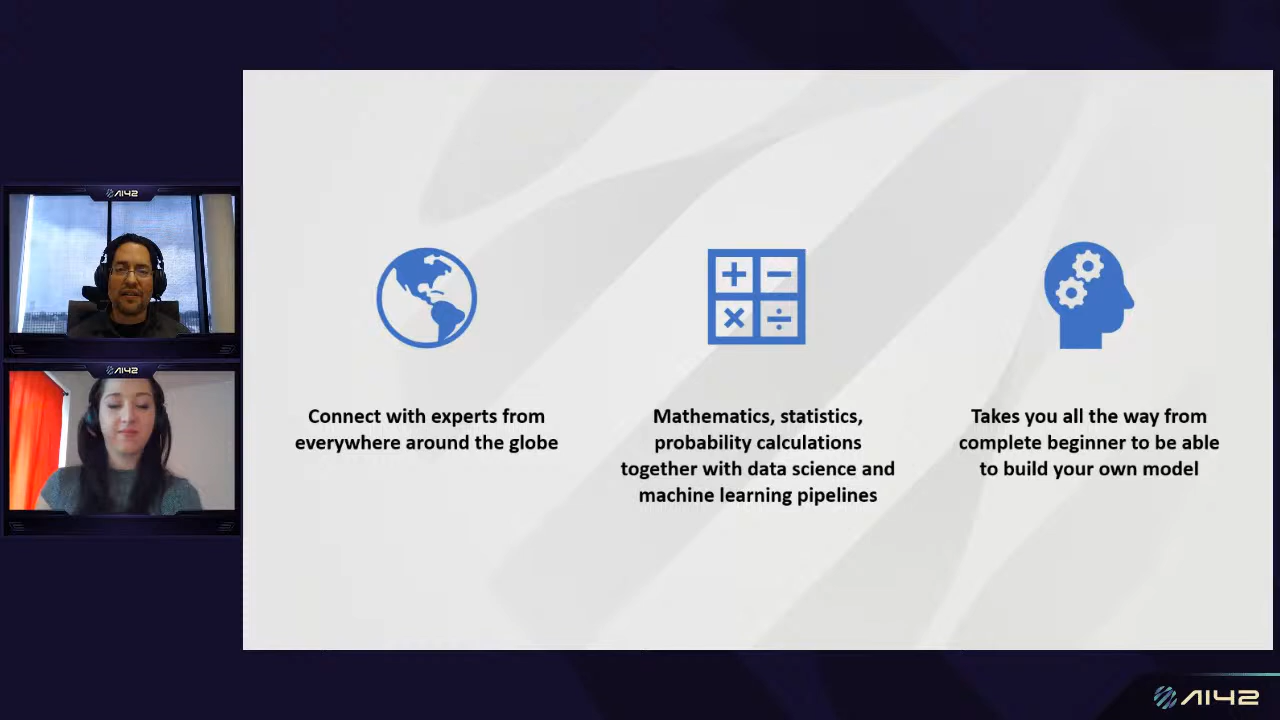 AI42
AI42
Connect with experts from
everywhere around the globe
Mathematics, statistics,
probability calculations
together with data science and
machine learning pipelines
Takes you all the way from
complete beginner to be able
to build your own model
AI42